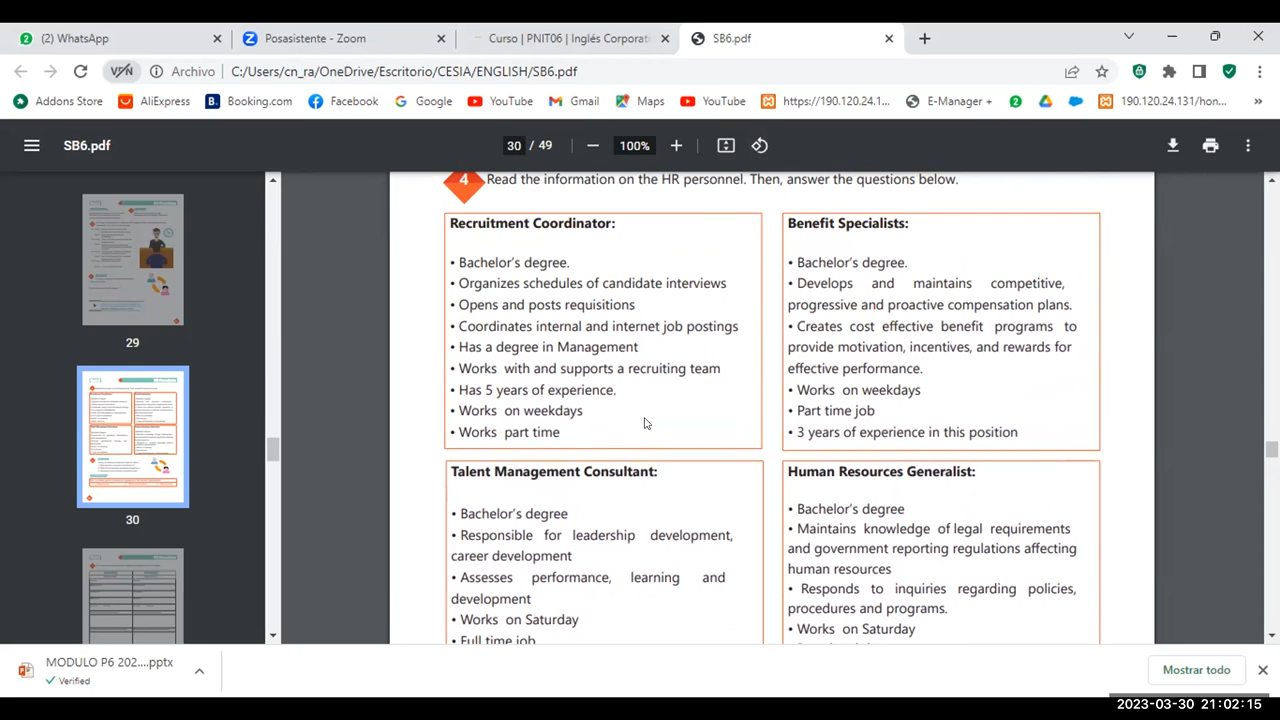 (2) WhatsApp
Posasistente - Zoom
Curso | PNIT06 | Inglés Corporati
SB6.pdf
Archivo
C:/Users/cn_ra/OneDrive/Escritorio/CESIA/ENGLISH/SB6.pdf
Addons Store
AliExpress
Booking.com
Facebook
Google
YouTube
Gmail
Maps
YouTube
https://190.120.24.1...
E-Manager +
190.120.24.131/hon...
SB6.pdf
30 / 49
100%
29
30
4 Read the information on the HR personnel. Then, answer the questions below.
Recruitment Coordinator:
• Bachelor's degree.
• Organizes schedules of candidate interviews
• Opens and posts requisitions
• Coordinates internal and internet job postings
• Has a degree in Management
• Works with and supports a recruiting team
• Has 5 years of experience.
• Works on weekdays
• Works part time
Benefit Specialists:
• Bachelor's degree.
• Develops and maintains competitive,
progressive and proactive compensation plans.
• Creates cost effective benefit programs to
provide motivation, incentives, and rewards for
effective performance.
• Works on weekdays
• Part time job
• 3 years of experience in this position
Talent Management Consultant:
• Bachelor's degree
• Responsible for leadership development,
career development
• Assesses performance, learning and
development
• Works on Saturday
• Full time job
Human Resources Generalist:
• Bachelor's degree
• Maintains knowledge of legal requirements
and government reporting regulations affecting
human resources
• Responds to inquiries regarding policies,
procedures and programs.
• Works on Saturday
MODULO P6 202....pptx
Verified
Mostrar todo
2023-03-30 21:02:15